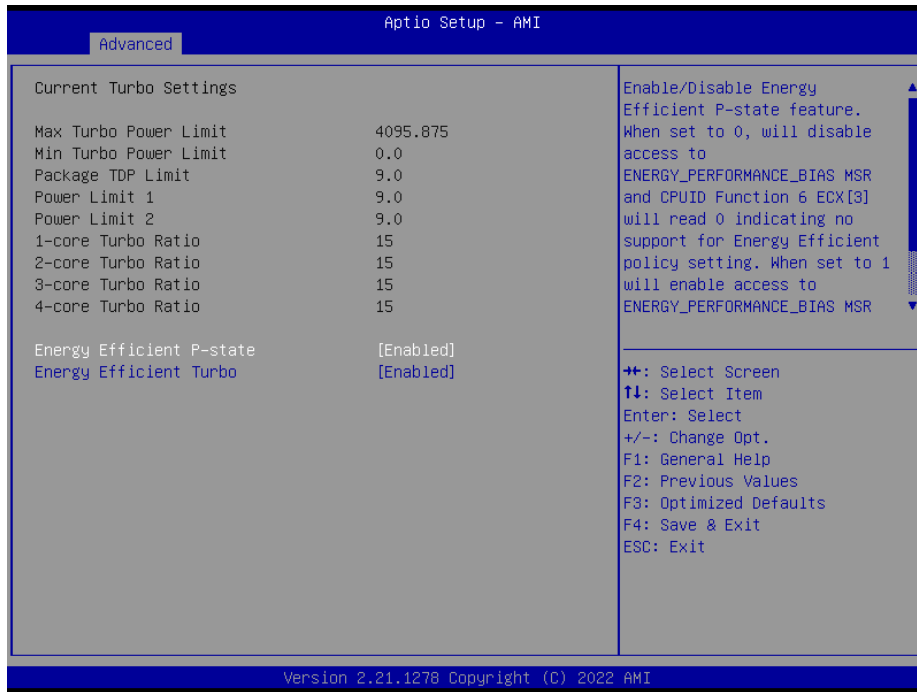 Aptio Setup - AMI
Advanced
Current Turbo Settings
Max Turbo Power Limit 4095.875
Min Turbo Power Limit 0.0
Package TDP Limit 9.0
Power Limit 1 9.0
Power Limit 2 9.0
1-core Turbo Ratio 15
2-core Turbo Ratio 15
3-core Turbo Ratio 15
4-core Turbo Ratio 15
Energy Efficient P-state [Enabled]
Energy Efficient Turbo [Enabled]
Enable/Disable Energy
Efficient P-state feature.
When set to 0, will disable
access to
ENERGY_PERFORMANCE_BIAS MSR
and CPUID Function 6 ECX[3]
will read 0 indicating no
support for Energy Efficient
policy setting. When set to 1
will enable access to
ENERGY_PERFORMANCE_BIAS MSR
→←: Select Screen
↑↓: Select Item
Enter: Select
+/-: Change Opt.
F1: General Help
F2: Previous Values
F3: Optimized Defaults
F4: Save & Exit
ESC: Exit
Version 2.21.1278 Copyright (C) 2022 AMI